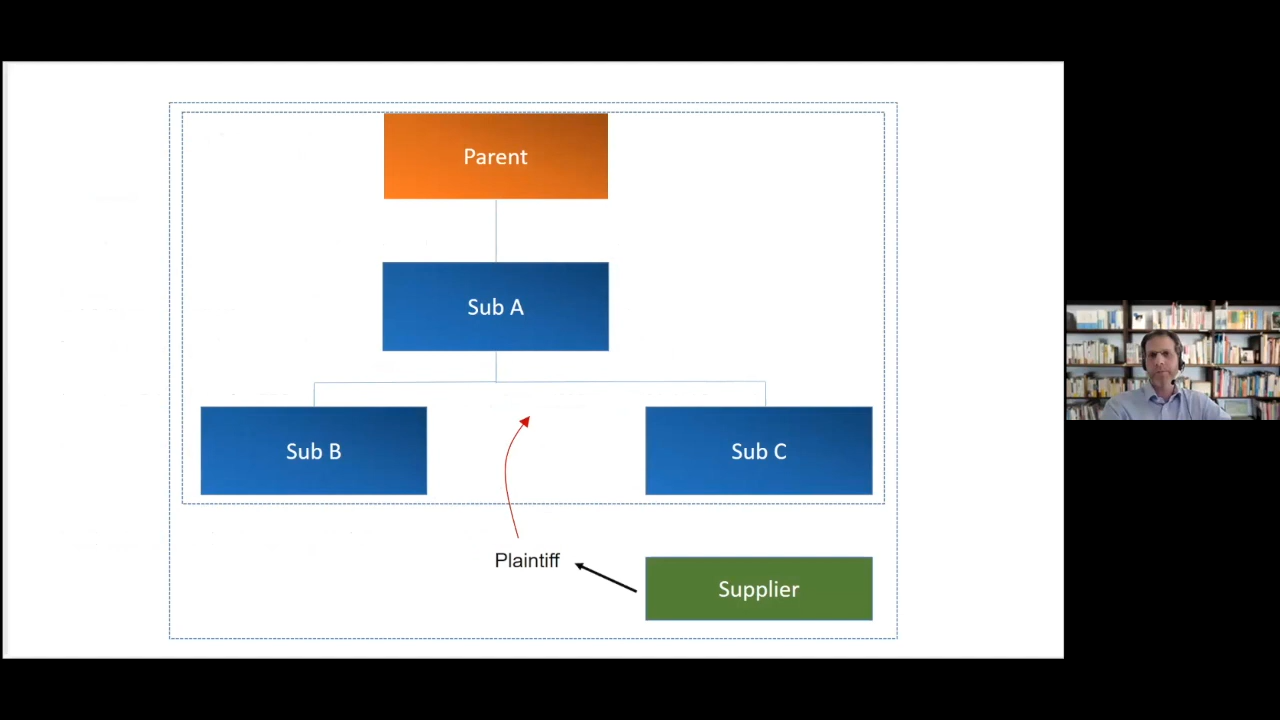 Parent
Sub A
Sub B
Sub C
Plaintiff
Supplier